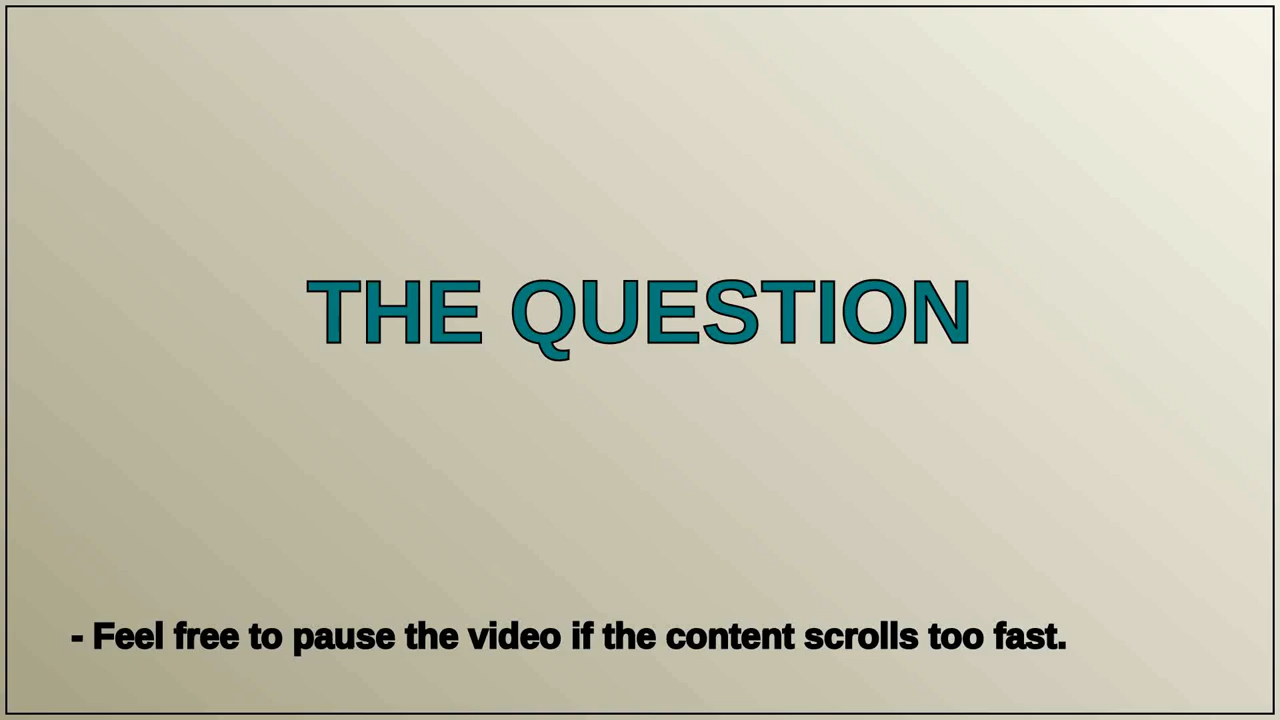 THE QUESTION
- Feel free to pause the video if the content scrolls too fast.